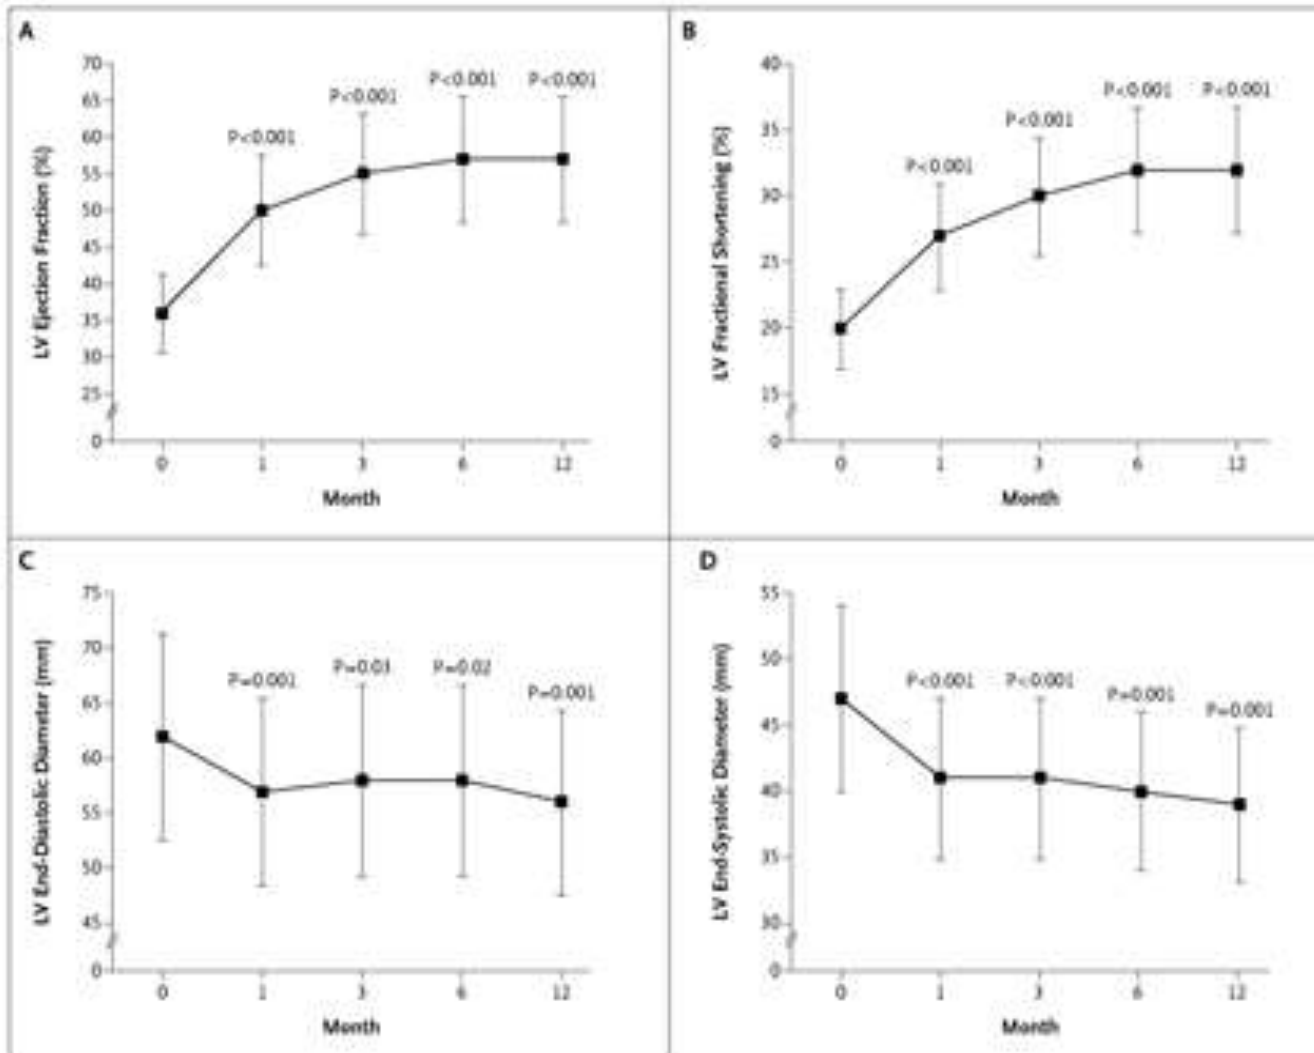 A
LV Ejection Fraction (%)
70
65
60
55
50
45
40
35
30
25
0
P<0.001
P<0.001
P<0.001
P<0.001
0 1 3 6 12
Month
B
LV Fractional Shortening (%)
40
35
30
25
20
15
0
P<0.001
P<0.001
P<0.001
P<0.001
0 1 3 6 12
Month
C
LV End-Diastolic Diameter (mm)
75
70
65
60
55
50
45
0
P=0.001
P=0.03
P=0.02
P=0.001
0 1 3 6 12
Month
D
LV End-Systolic Diameter (mm)
55
50
45
40
35
30
0
P<0.001
P<0.001
P=0.001
P=0.001
0 1 3 6 12
Month